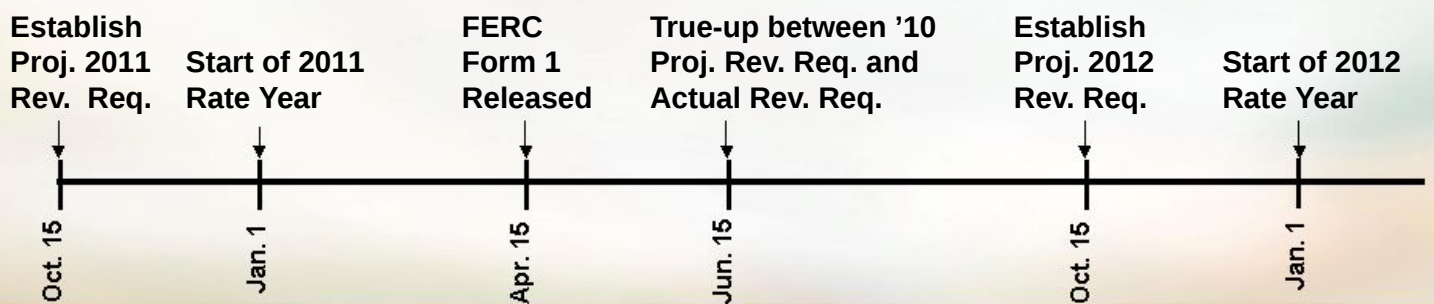 Establish
Proj. 2011
Rev. Req.
Start of 2011
Rate Year
FERC
Form 1
Released
True-up between ’10
Proj. Rev. Req. and
Actual Rev. Req.
Establish
Proj. 2012
Rev. Req.
Start of 2012
Rate Year
Oct. 15
Jan. 1
Apr. 15
Jun. 15
Oct. 15
Jan. 1